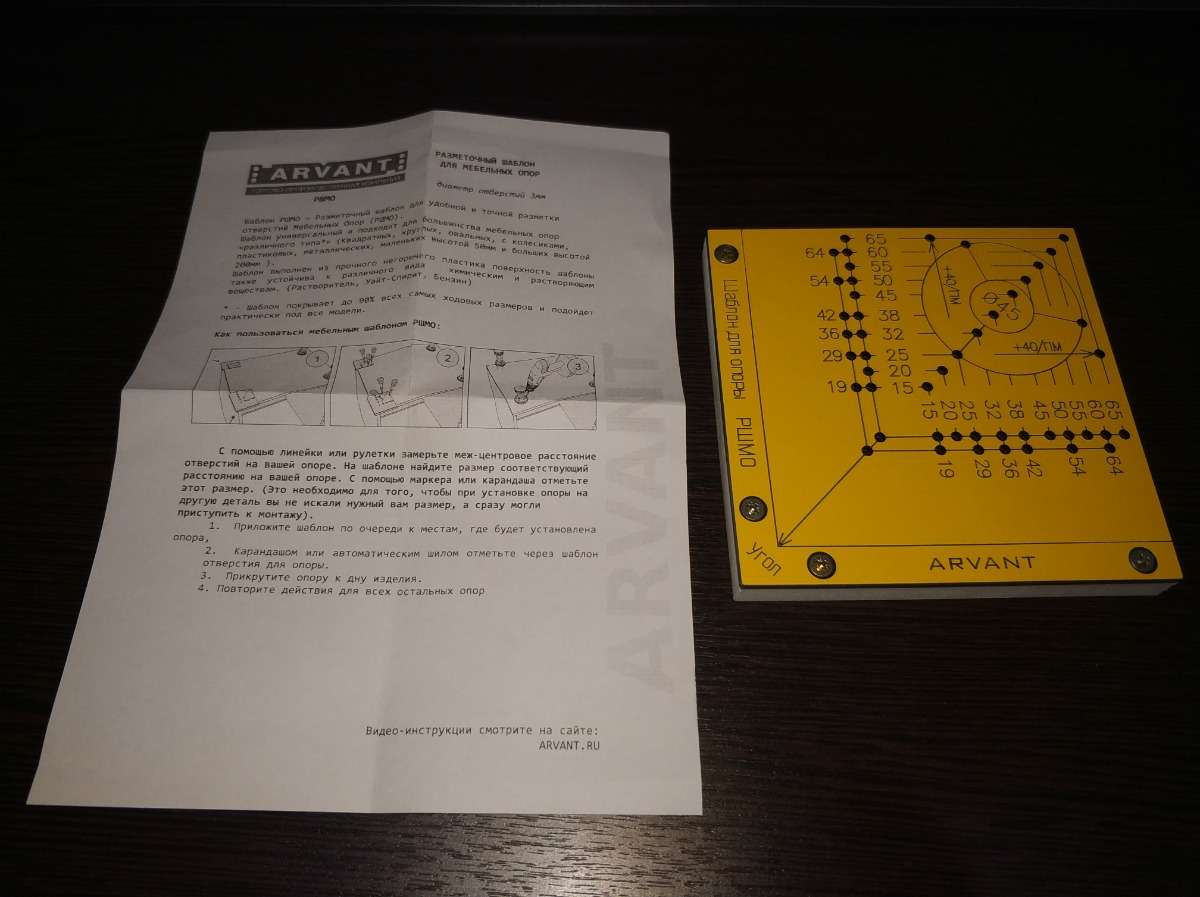 ARVANT
ТОРГОВО-ПРОИЗВОДСТВЕННАЯ КОМПАНИЯ
РШМО
РАЗМЕТОЧНЫЙ ШАБЛОН
ДЛЯ МЕБЕЛЬНЫХ ОПОР
диаметр отверстий 3мм
Шаблон РШМО – Разметочный шаблон для удобной и точной разметки
отверстий Мебельных Опор (РШМО).
Шаблон универсальный и подходит для большинства мебельных опор
«различного типа*» (Квадратных, круглых, овальных, с колесиками,
пластиковых, металлических, маленьких высотой 50мм и больших высотой
200мм ).
Шаблон выполнен из прочного негорючего пластика поверхность шаблоны
также устойчива к различного вида химическим и растворяющим
веществам. (Растворитель, Уайт-Спирит, Бензин)
* - Шаблон покрывает до 90% всех самых ходовых размеров и подойдет
практически под все модели.
Как пользоваться мебельным шаблоном РШМО:
1 2 3
С помощью линейки или рулетки замерьте меж-центровое расстояние
отверстий на вашей опоре. На шаблоне найдите размер соответствующий
расстоянию на вашей опоре. С помощью маркера или карандаша отметьте
этот размер. (Это необходимо для того, чтобы при установке опоры на
другую деталь вы не искали нужный вам размер, а сразу могли
приступить к монтажу).
1. Приложите шаблон по очереди к местам, где будет установлена
опора,
2. Карандашом или автоматическим шилом отметьте через шаблон
отверстия для опоры.
3. Прикрутите опору к дну изделия.
4. Повторите действия для всех остальных опор
ARVANT
Видео-инструкции смотрите на сайте:
ARVANT.RU
Шаблон для опоры РШМО
65
64 60
55
54 50
45
42 38
36 32
29 25
20
19 15
+40/ПМ
Ф45
+40/ПМ
15 20 25 32 38 45 50 55 60 65
19 29 36 42 54 64
Угол
ARVANT